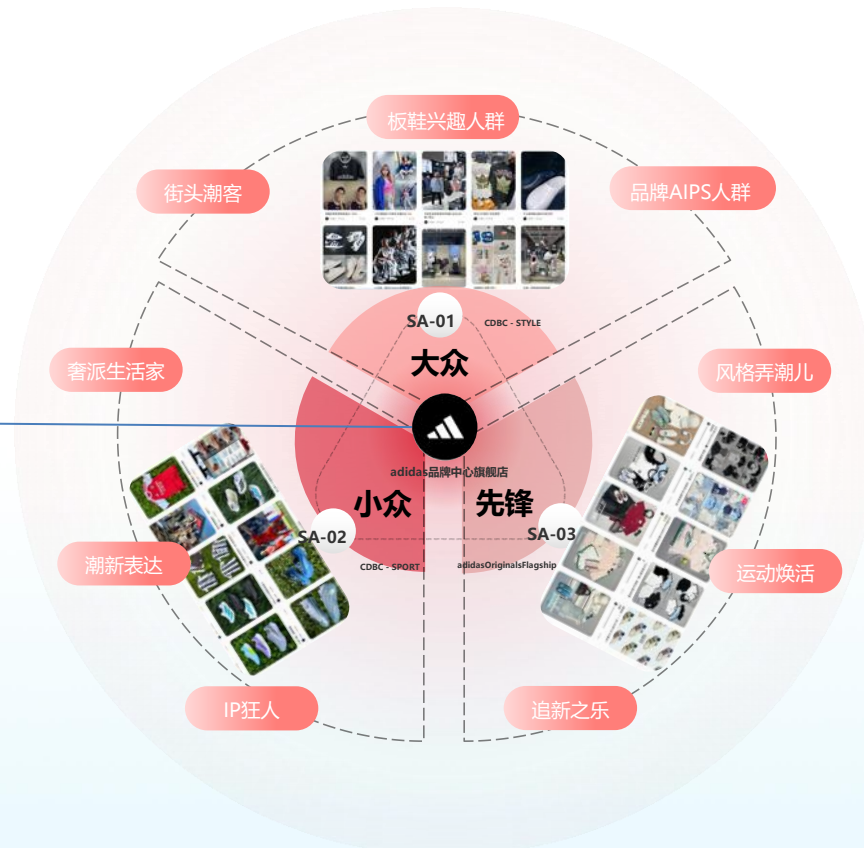 板鞋兴趣人群
街头潮客
品牌AIPS人群
SA-01
CDBC - STYLE
大众
奢派生活家
风格弄潮儿
adidas品牌中心旗舰店
小众
先锋
SA-02
SA-03
CDBC - SPORT
adidasOriginalsFlagship
潮新表达
运动焕活
IP狂人
追新之乐